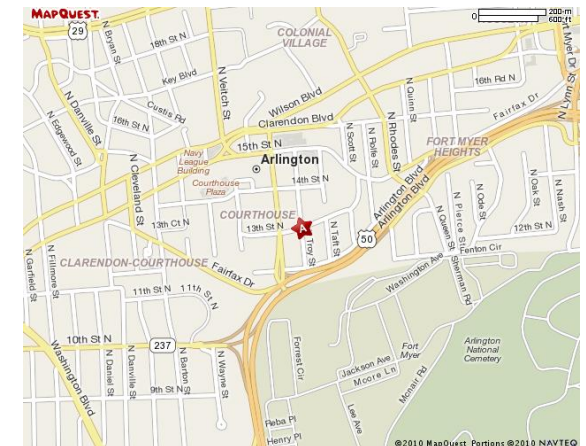 MAPQUEST
0
200 m
600 ft
29
18th St N
N Bryan St
COLONIAL
VILLAGE
Fort Myer Dr
N Lynn St
Key Blvd
N Veitch St
Wilson Blvd
16th Rd N
N Quinn St
Fairfax Dr
N Danville St
Custis Rd
Clarendon Blvd
N Edgewood St
16th St N
15th St N
N Scott St
N Rolfe St
N Rhodes St
FORT MYER
HEIGHTS
Navy
League
Building
Arlington
14th St N
Courthouse
Plaza
N Cleveland St
COURTHOUSE
13th Ct N
13th St N
A
Troy St
N Taft St
50
Arlington Blvd
Arlington Blvd
N Queen St
N Pierce St
N Ode St
N Oak St
N Nash St
12th St N
Fenton Cir
Sherman Rd
Washington Ave
CLARENDON-COURTHOUSE
Fairfax Dr
N Garfield St
N Fillmore St
11th St N
11th St N
10th St N
237
Washington Blvd
N Daniel St
N Danville St
N Barton St
N Wayne St
9th St N
Forrest Cir
Fort
Myer
Arlington
National
Cemetery
Jackson Ave
Moore Ln
Mcnair Rd
Lee Ave
Reba Pl
Henry Pl
©2010 MapQuest Portions ©2010 NAVTEQ